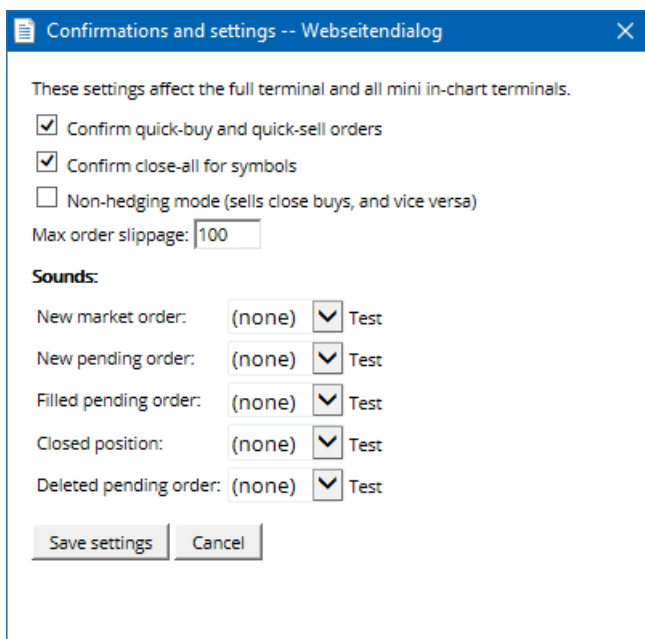 Confirmations and settings -- Webseitendialog
These settings affect the full terminal and all mini in-chart terminals.
Confirm quick-buy and quick-sell orders
Confirm close-all for symbols
Non-hedging mode (sells close buys, and vice versa)
Max order slippage: 100
Sounds:
New market order: (none) Test
New pending order: (none) Test
Filled pending order: (none) Test
Closed position: (none) Test
Deleted pending order: (none) Test
Save settings Cancel